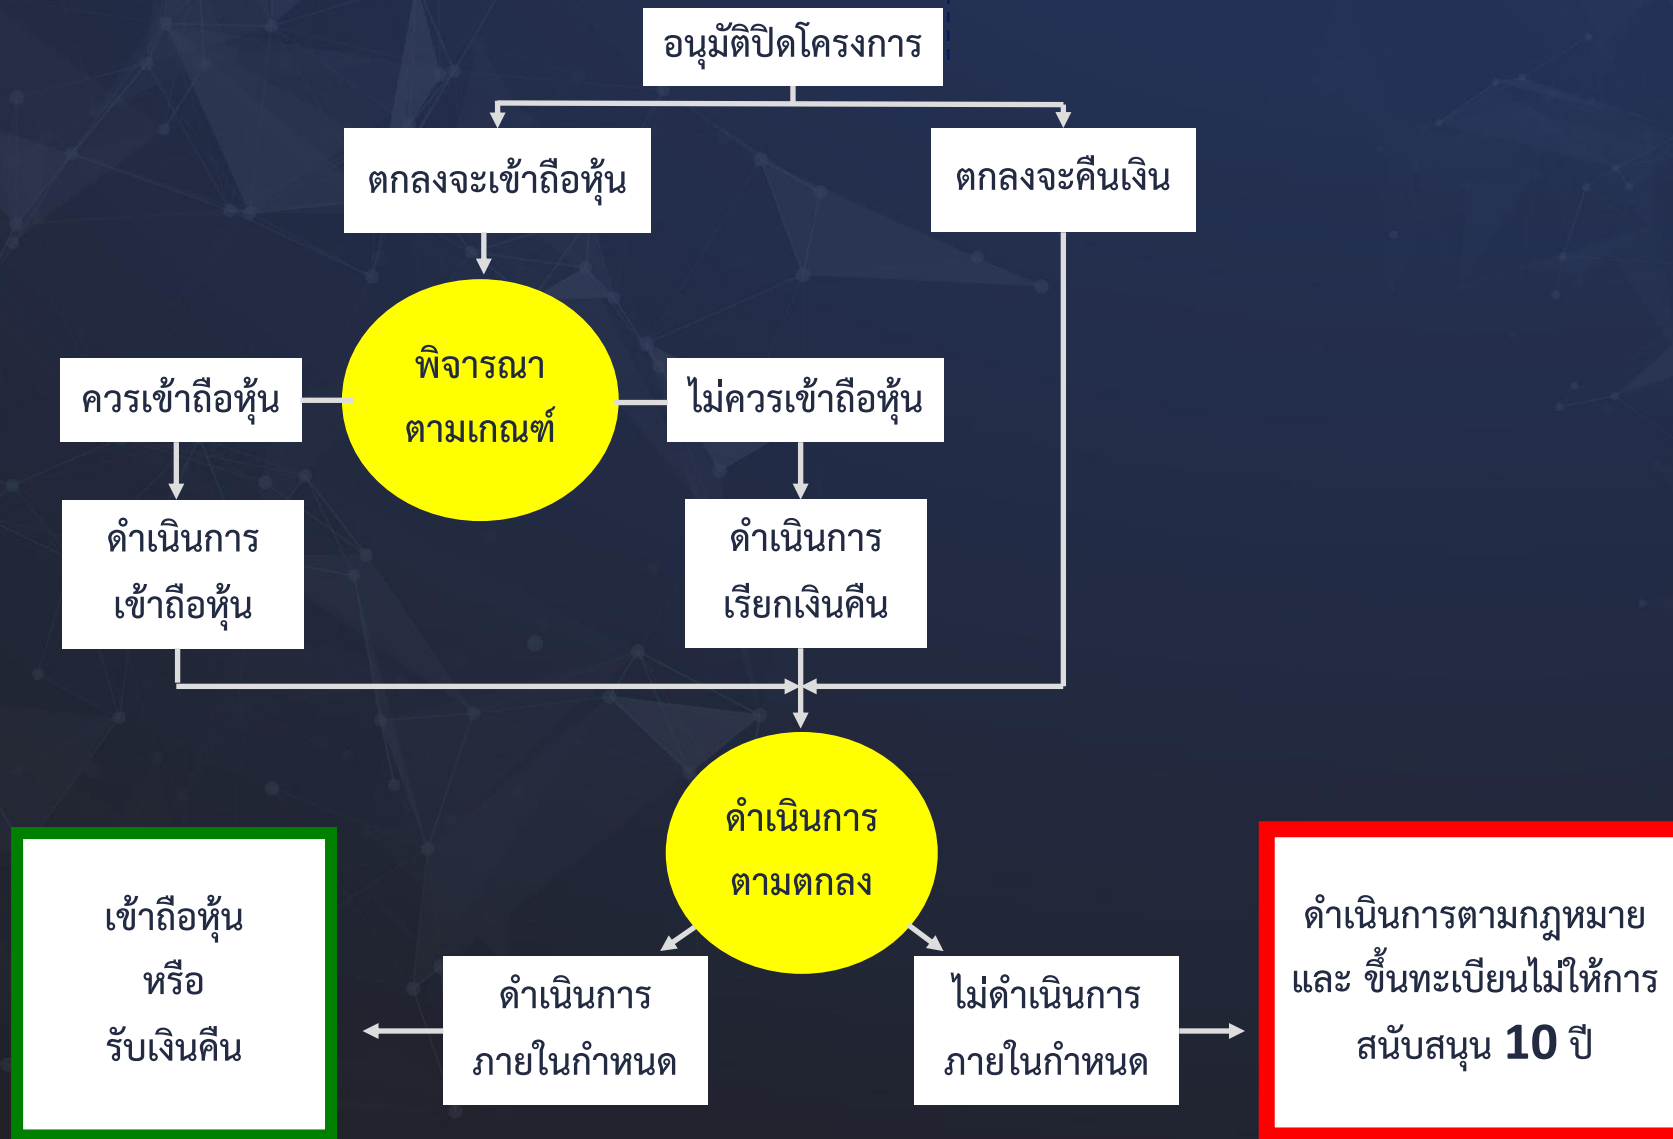 อนุมัติปิดโครงการ
ตกลงจะเข้าถือหุ้น
ตกลงจะคืนเงิน
พิจารณา
ตามเกณฑ์
ควรเข้าถือหุ้น
ไม่ควรเข้าถือหุ้น
ดำเนินการ
เข้าถือหุ้น
ดำเนินการ
เรียกเงินคืน
ดำเนินการ
ตามตกลง
เข้าถือหุ้น
หรือ
รับเงินคืน
ดำเนินการ
ภายในกำหนด
ไม่ดำเนินการ
ภายในกำหนด
ดำเนินการตามกฎหมาย
และ ขึ้นทะเบียนไม่ให้การ
สนับสนุน 10 ปี